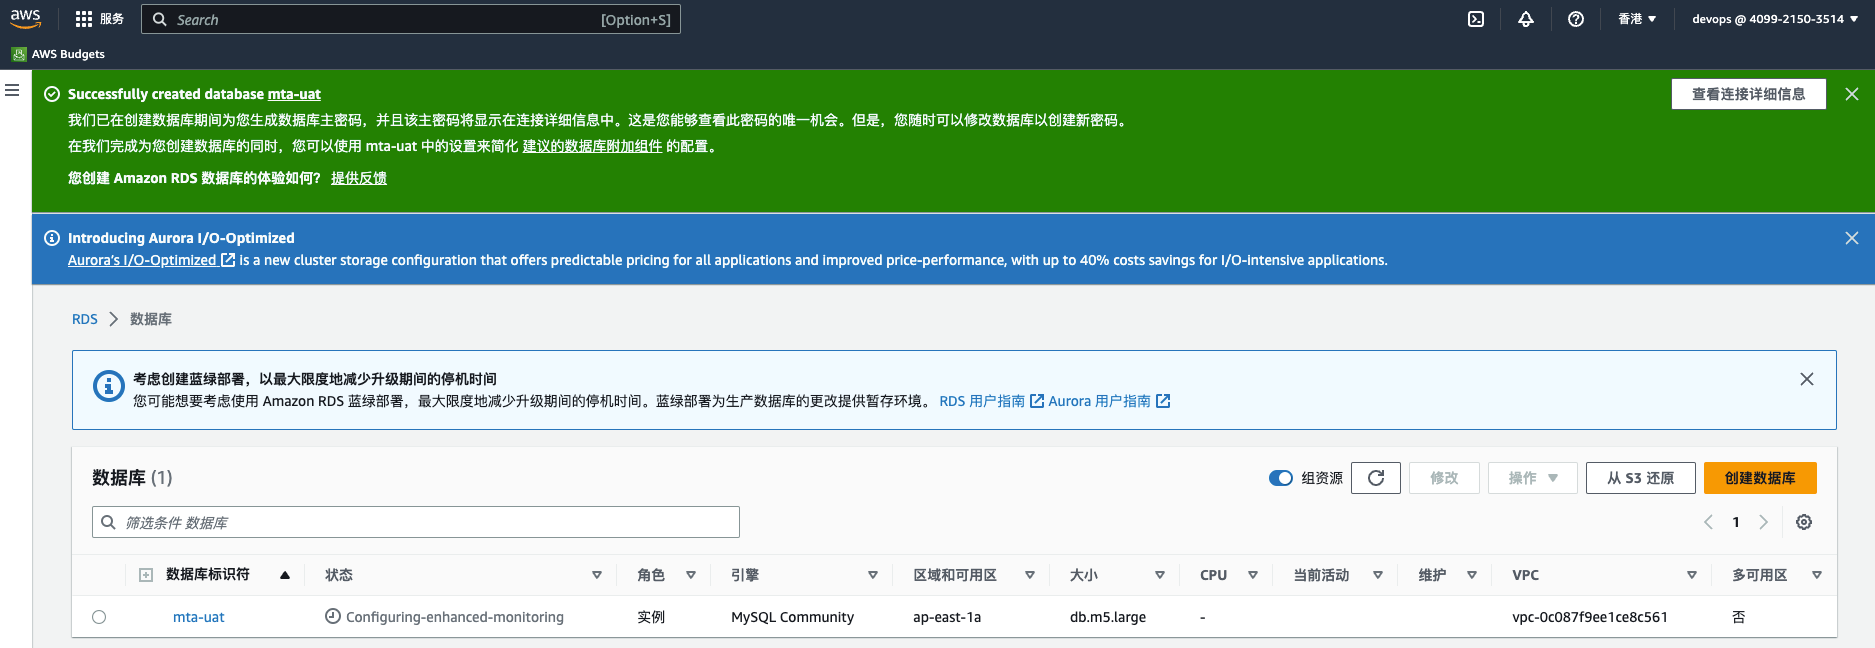 aws
服务
Search
[Option+S]
香港
devops @ 4099-2150-3514
AWS Budgets
Successfully created database mta-uat
查看连接详细信息
我们已在创建数据库期间为您生成数据库主密码，并且该主密码将显示在连接详细信息中。这是您能够查看此密码的唯一机会。但是，您随时可以修改数据库以创建新密码。
在我们完成为您创建数据库的同时，您可以使用 mta-uat 中的设置来简化 建议的数据库附加组件 的配置。
您创建 Amazon RDS 数据库的体验如何？ 提供反馈
Introducing Aurora I/O-Optimized
Aurora's I/O-Optimized is a new cluster storage configuration that offers predictable pricing for all applications and improved price-performance, with up to 40% costs savings for I/O-intensive applications.
RDS
数据库
考虑创建蓝绿部署，以最大限度地减少升级期间的停机时间
您可能想要考虑使用 Amazon RDS 蓝绿部署，最大限度地减少升级期间的停机时间。蓝绿部署为生产数据库的更改提供暂存环境。 RDS 用户指南 Aurora 用户指南
数据库 (1)
组资源
修改
操作
从 S3 还原
创建数据库
筛选条件 数据库
1
数据库标识符
状态
角色
引擎
区域和可用区
大小
CPU
当前活动
维护
VPC
多可用区
mta-uat
Configuring-enhanced-monitoring
实例
MySQL Community
ap-east-1a
db.m5.large
-
vpc-0c087f9ee1ce8c561
否